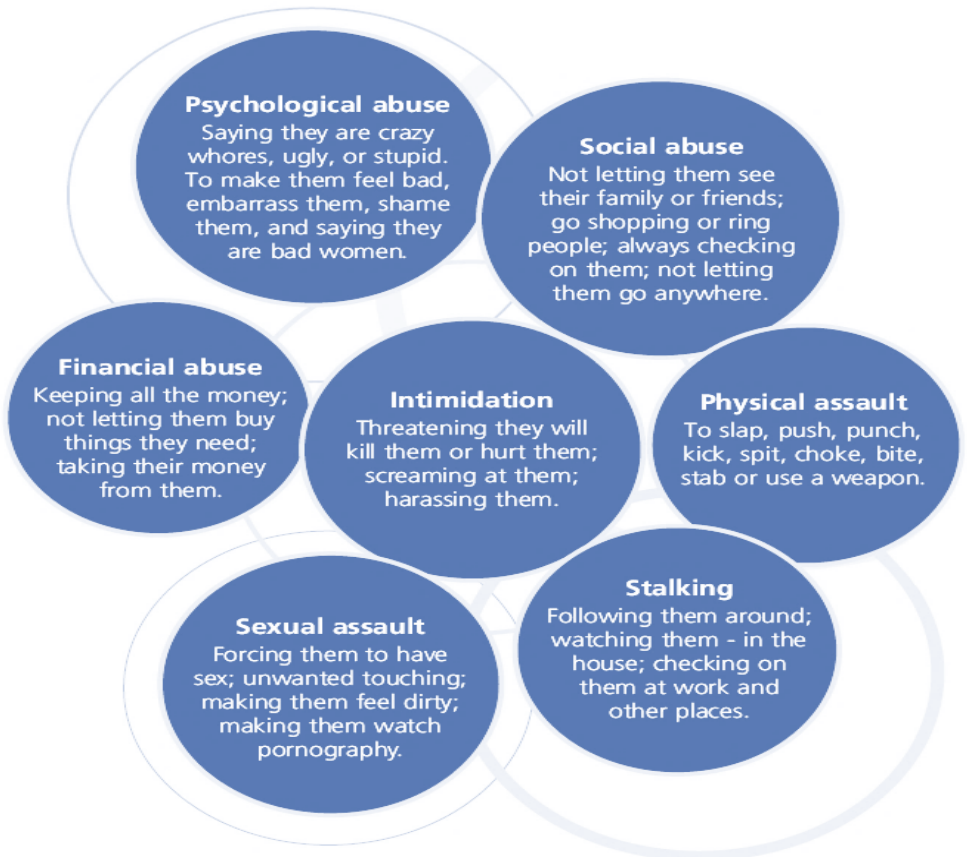 Psychological abuse
Saying they are crazy
whores, ugly, or stupid.
To make them feel bad,
embarrass them, shame
them, and saying they
are bad women.
Social abuse
Not letting them see
their family or friends;
go shopping or ring
people; always checking
on them; not letting
them go anywhere.
Financial abuse
Keeping all the money;
not letting them buy
things they need;
taking their money
from them.
Intimidation
Threatening they will
kill them or hurt them;
screaming at them;
harassing them.
Physical assault
To slap, push, punch,
kick, spit, choke, bite,
stab or use a weapon.
Sexual assault
Forcing them to have
sex; unwanted touching;
making them feel dirty;
making them watch
pornography.
Stalking
Following them around;
watching them - in the
house; checking on
them at work and
other places.